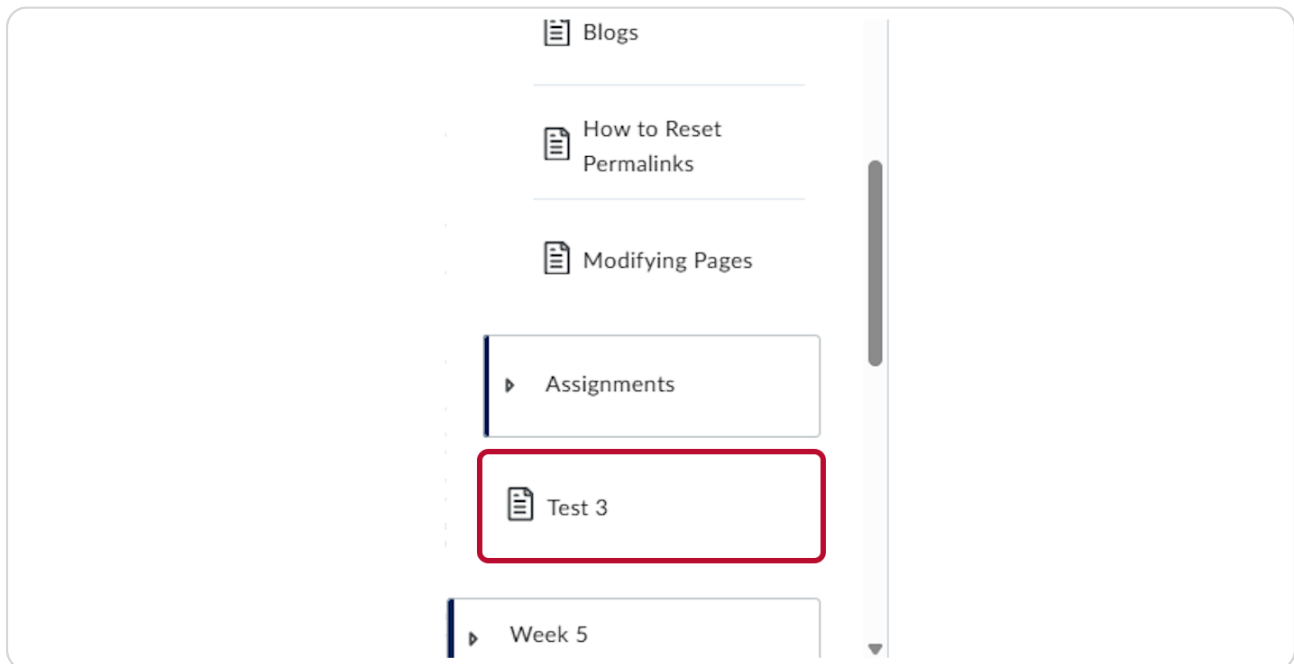 Blogs
How to Reset
Permalinks
Modifying Pages
Assignments
Test 3
Week 5